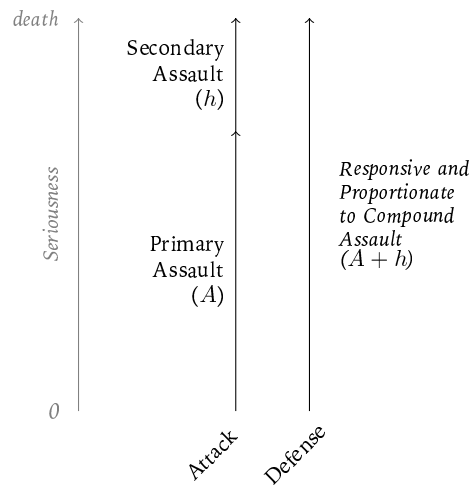 death
Secondary
Assault
(h)
Seriousness
Responsive and
Proportionate
to Compound
Assault
(A + h)
Primary
Assault
(A)
0
Attack
Defense